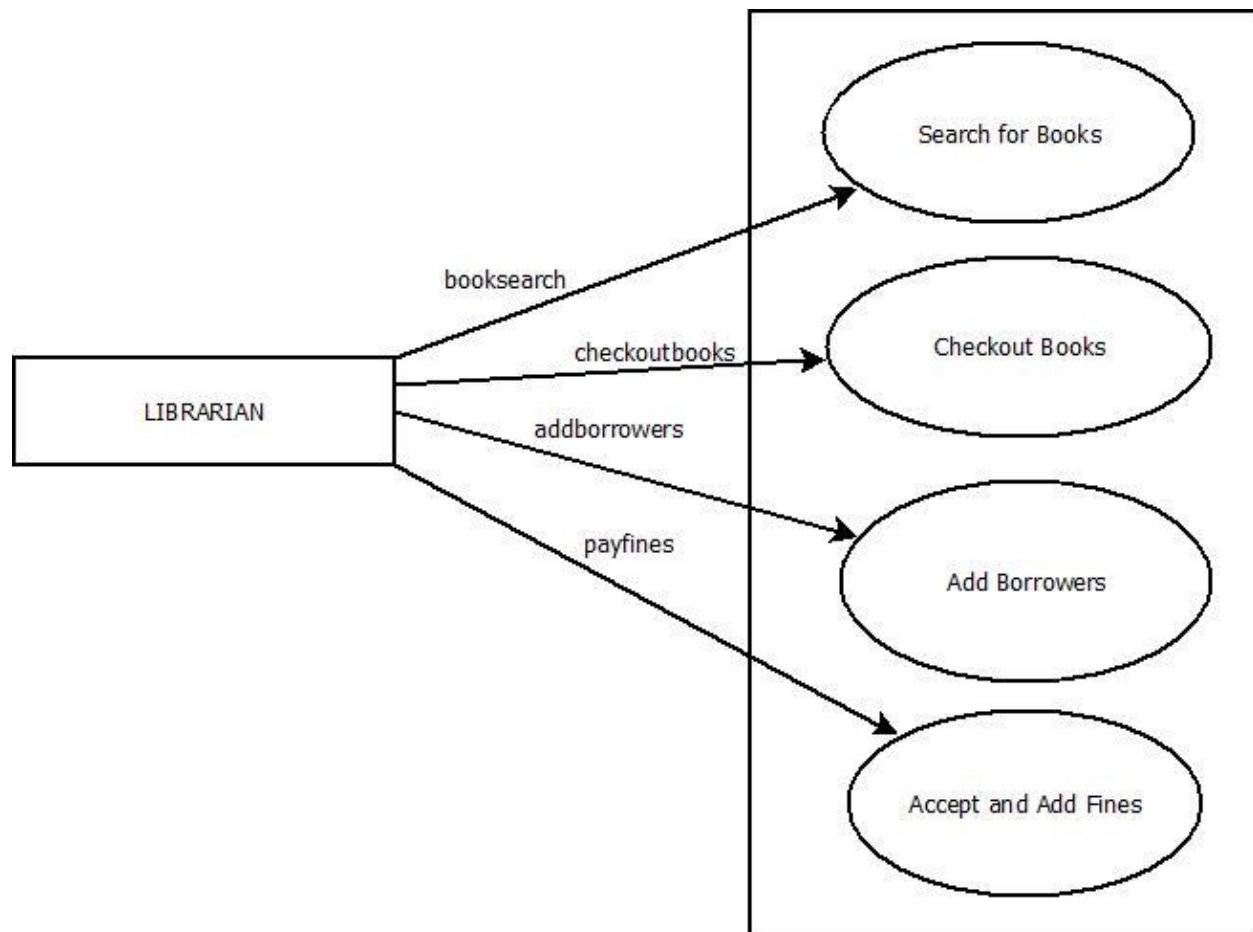 Search for Books
booksearch
checkoutbooks
Checkout Books
LIBRARIAN
addborrowers
payfines
Add Borrowers
Accept and Add Fines